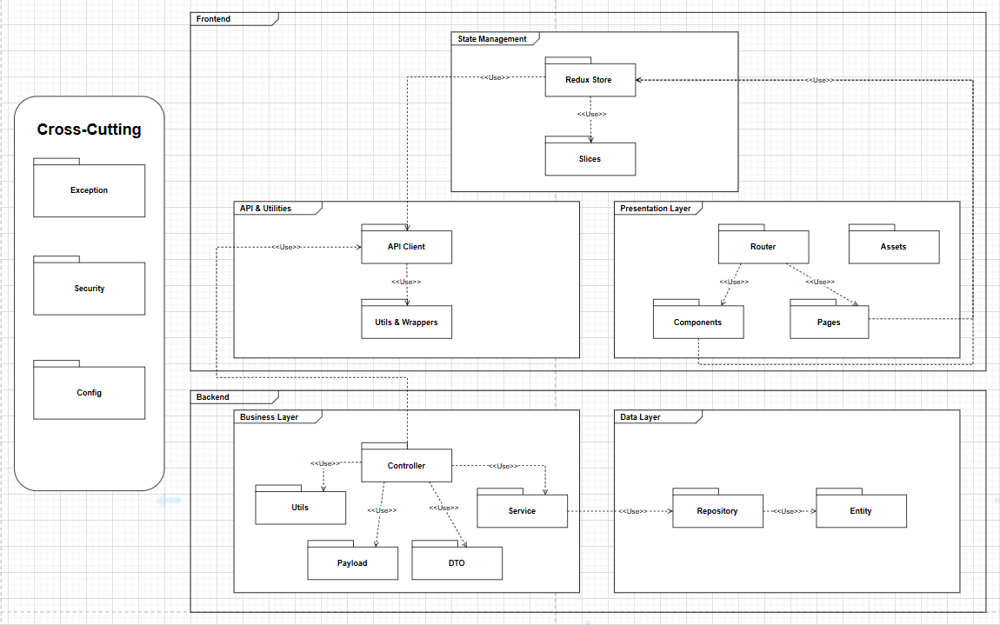 Frontend
State Management
Redux Store
<<Use>>
<<Use>>
<<Use>>
Slices
Cross-Cutting
Exception
Security
Config
API & Utilities
API Client
<<Use>>
<<Use>>
Utils & Wrappers
Presentation Layer
Router
Assets
<<Use>>
<<Use>>
Components
Pages
Backend
Business Layer
Controller
<<Use>>
<<Use>>
Utils
<<Use>>
<<Use>>
Service
Payload
DTO
<<Use>>
Data Layer
Repository
<<Use>>
Entity